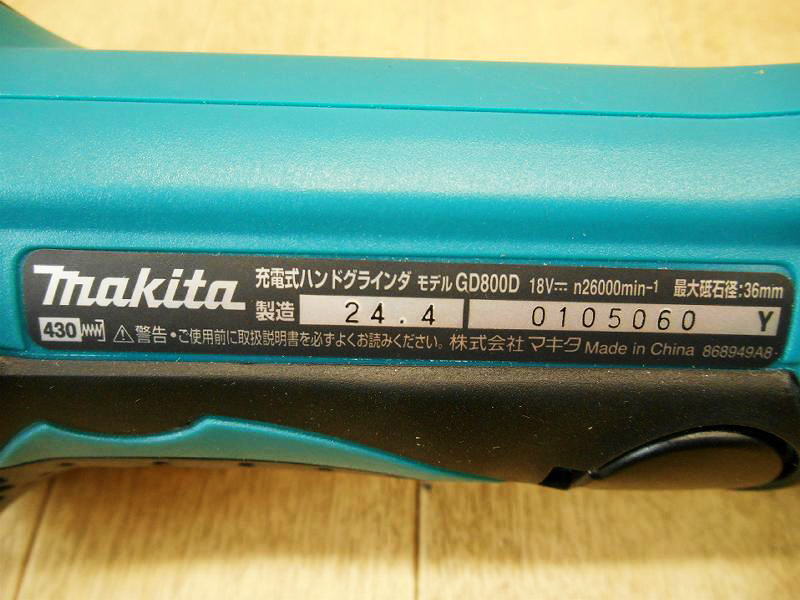 makita 充電式ハンドグラインダ モデル GD800D 18V⎓ n26000min-1 最大砥石径:36mm
製造 24.4 0105060 Y
430 ⚠警告・ご使用前に取扱説明書を必ずよくお読みください。 株式会社マキタ Made in China 868949A8